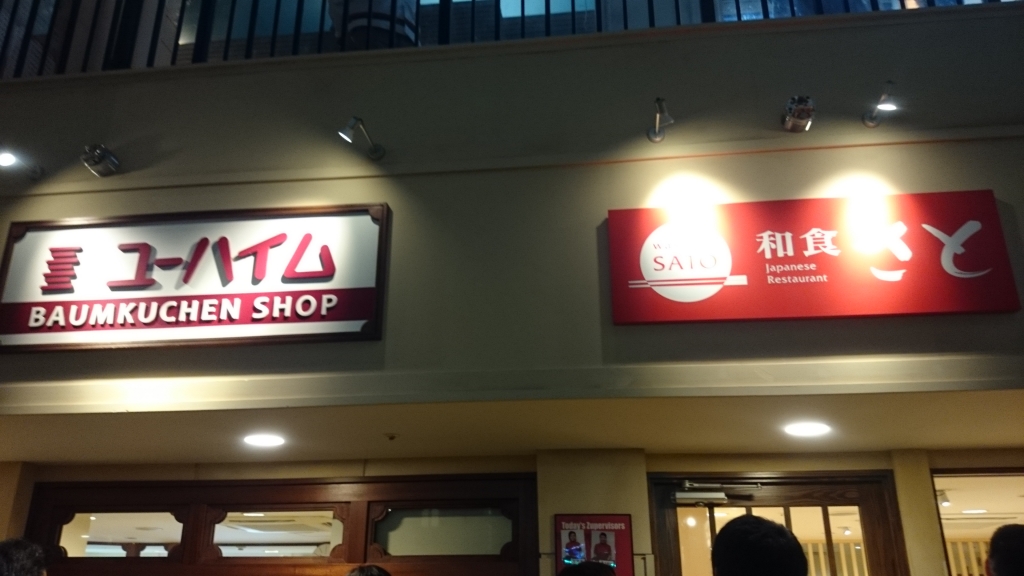 ユーハイム
BAUMKUCHEN SHOP
SATO
和食さと
Japanese
Restaurant
Today's Supervisors